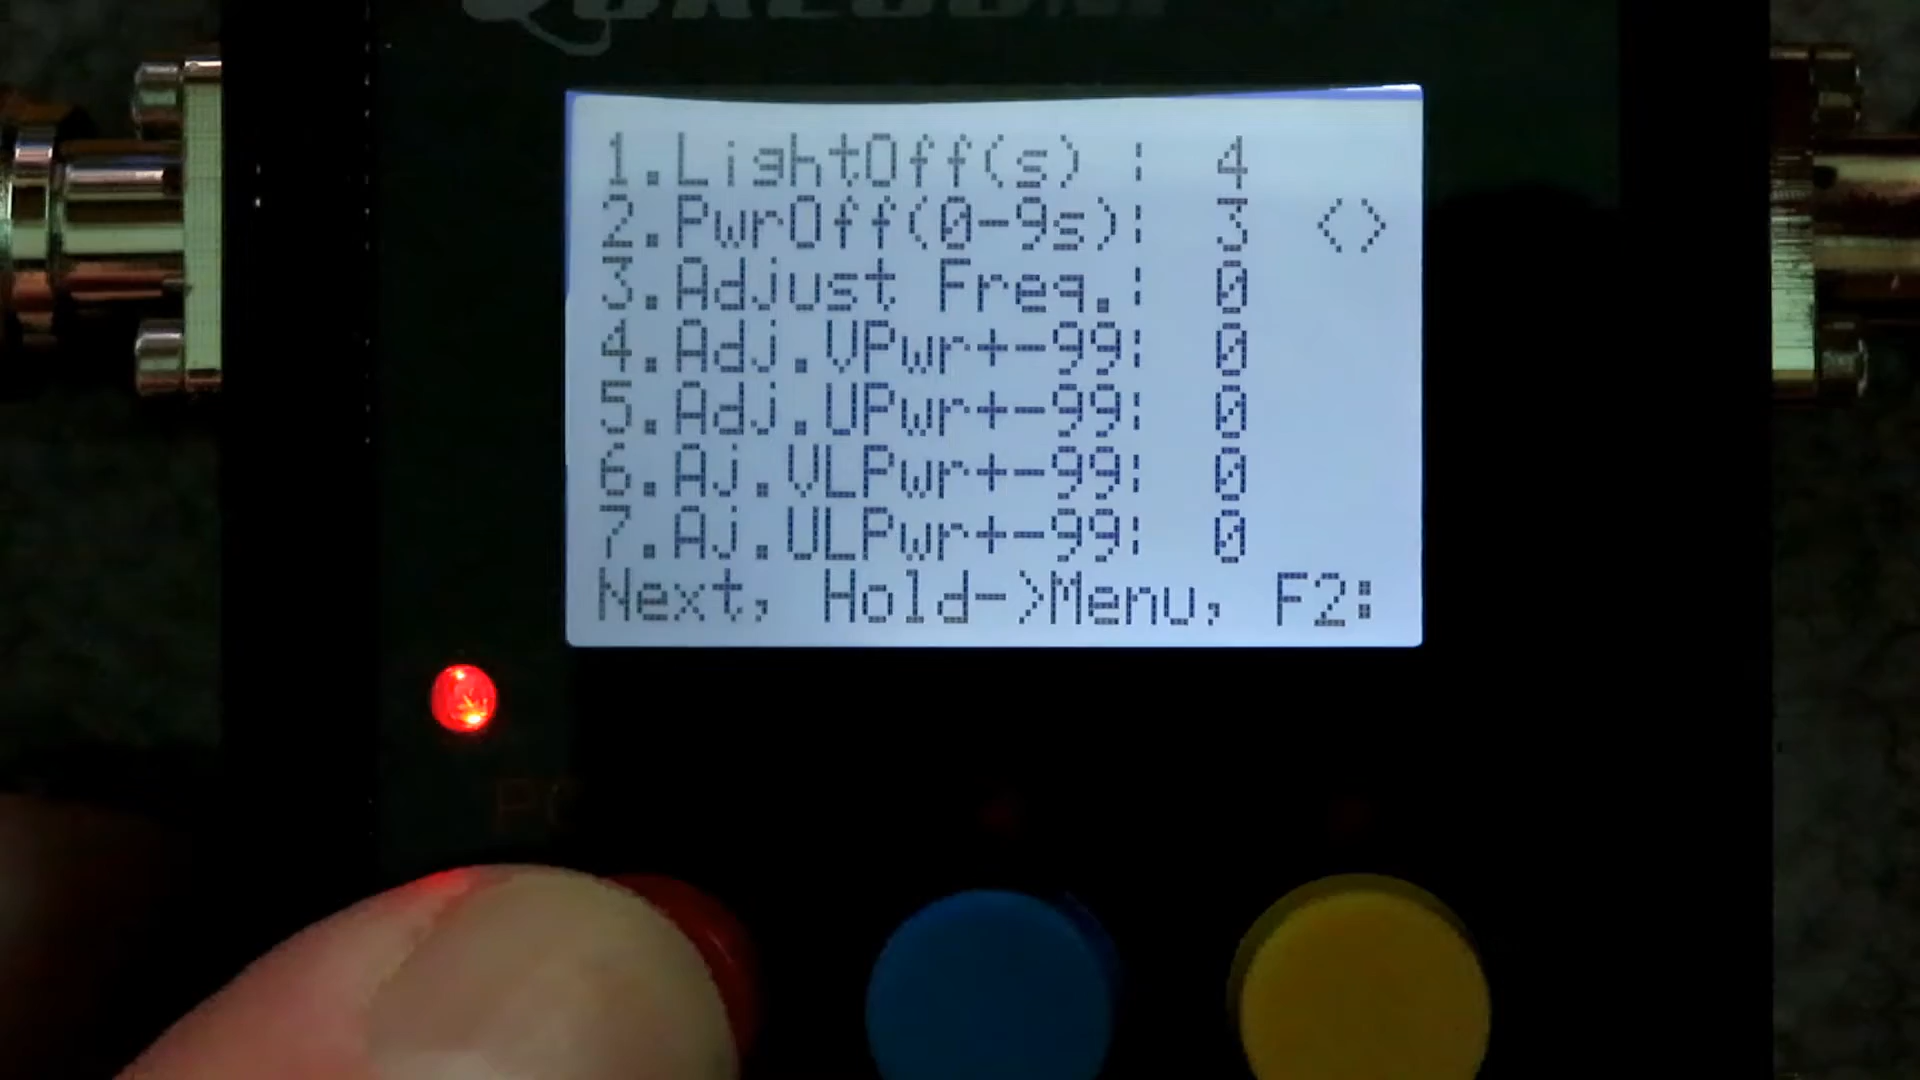 1.LightOff(s) : 4
2.PwrOff(0-9s): 3 <>
3.Adjust Freq.: 0
4.Adj.VPwr+-99: 0
5.Adj.UPwr+-99: 0
6.Aj.VLPwr+-99: 0
7.Aj.ULPwr+-99: 0
Next, Hold->Menu, F2: